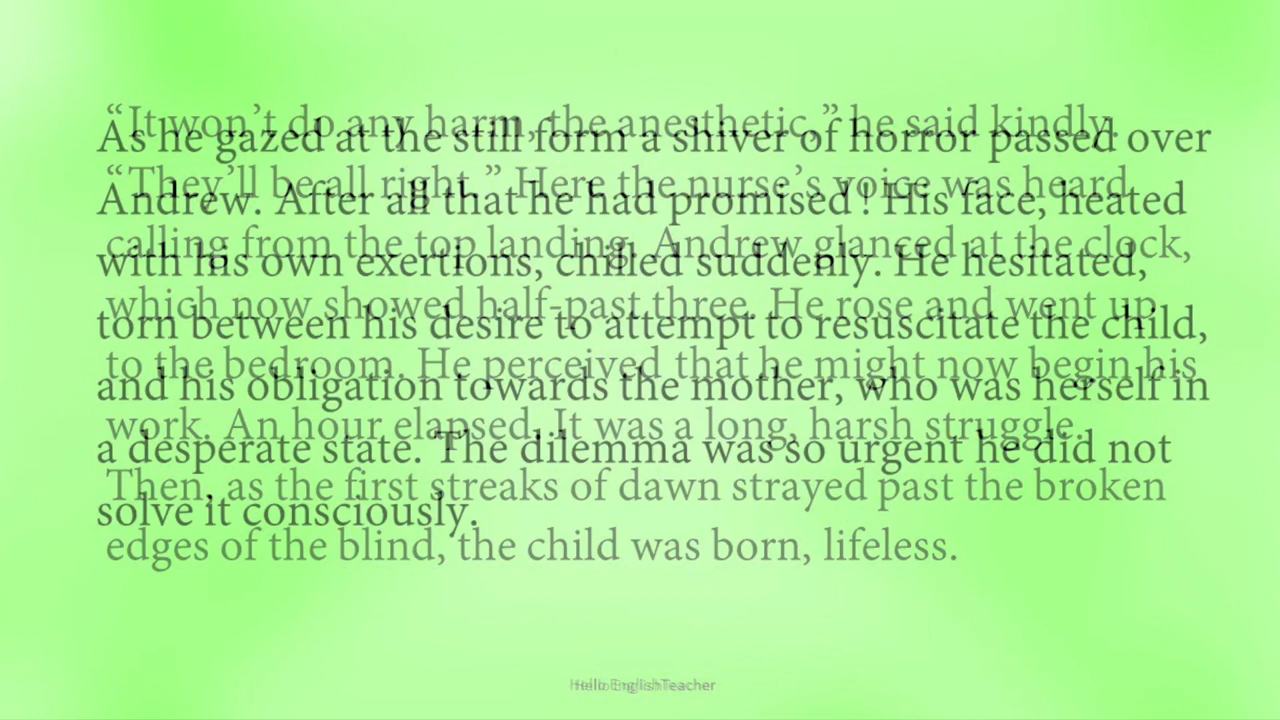 “It won’t do any harm, the anesthetic,” he said kindly.
“They’ll be all right.” Here the nurse’s voice was heard
calling from the top landing. Andrew glanced at the clock,
which now showed half-past three. He rose and went up
to the bedroom. He perceived that he might now begin his
work. An hour elapsed. It was a long, harsh struggle.
Then, as the first streaks of dawn strayed past the broken
edges of the blind, the child was born, lifeless.
As he gazed at the still form a shiver of horror passed over
Andrew. After all that he had promised! His face, heated
with his own exertions, chilled suddenly. He hesitated,
torn between his desire to attempt to resuscitate the child,
and his obligation towards the mother, who was herself in
a desperate state. The dilemma was so urgent he did not
solve it consciously.
Hello EnglishTeacher